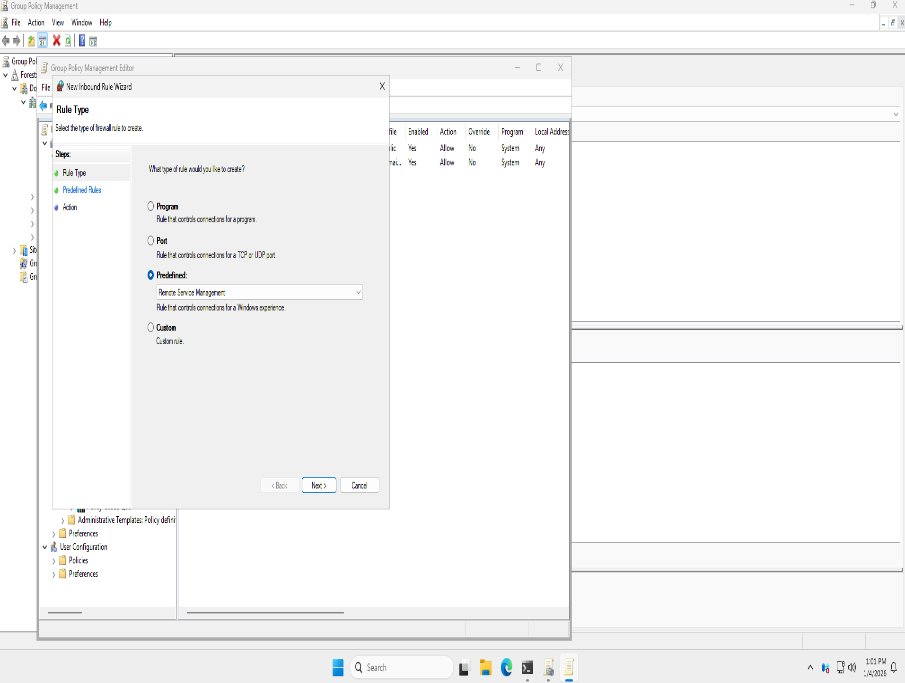 Group Policy Management
File Action View Window Help
Group Pol
Forest
Do
Sit
Gr
Gr
Group Policy Management Editor
File
New Inbound Rule Wizard
Rule Type
Select the type of firewall rule to create.
Steps:
Rule Type
Predefined Rules
Action
What type of rule would you like to create?
Program
Rule that controls connections for a program.
Port
Rule that controls connections for a TCP or UDP port.
Predefined:
Remote Service Management
Rule that controls connections for a Windows experience
Custom
Custom rule.
< Back Next > Cancel
file Enabled Action Override Program Local Address
lic Yes Allow No System Any
mai... Yes Allow No System Any
Administrative Templates: Policy defini
Preferences
User Configuration
Policies
Preferences
Search
1:01 PM
1/4/2026